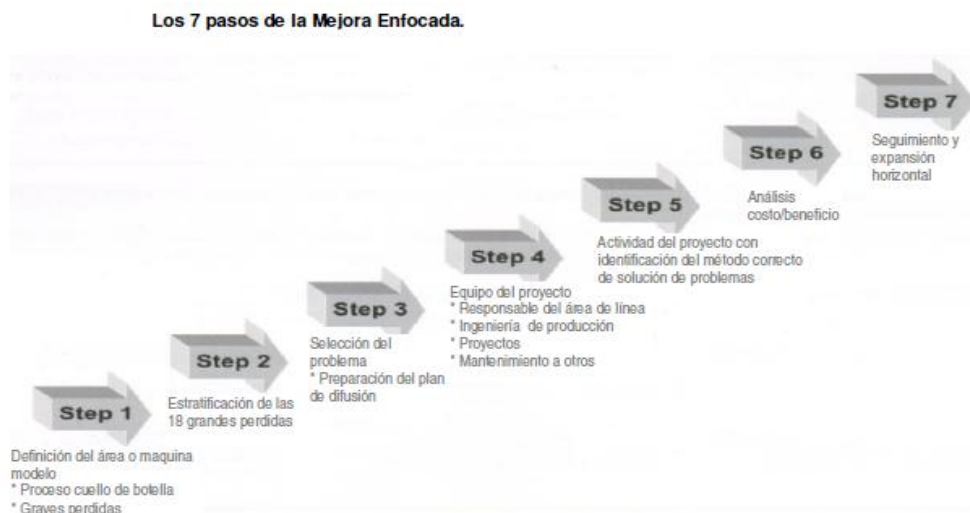 Los 7 pasos de la Mejora Enfocada.
Step 1
Definición del área o maquina
modelo
* Proceso cuello de botella
* Graves perdidas
Step 2
Estratificación de las
18 grandes perdidas
Step 3
Selección del
problema
* Preparación del plan
de difusión
Step 4
Equipo del proyecto
* Responsable del área de línea
* Ingeniería de producción
* Proyectos
* Mantenimiento a otros
Step 5
Actividad del proyecto con
identificación del método correcto
de solución de problemas
Step 6
Análisis
costo/beneficio
Step 7
Seguimiento y
expansión
horizontal